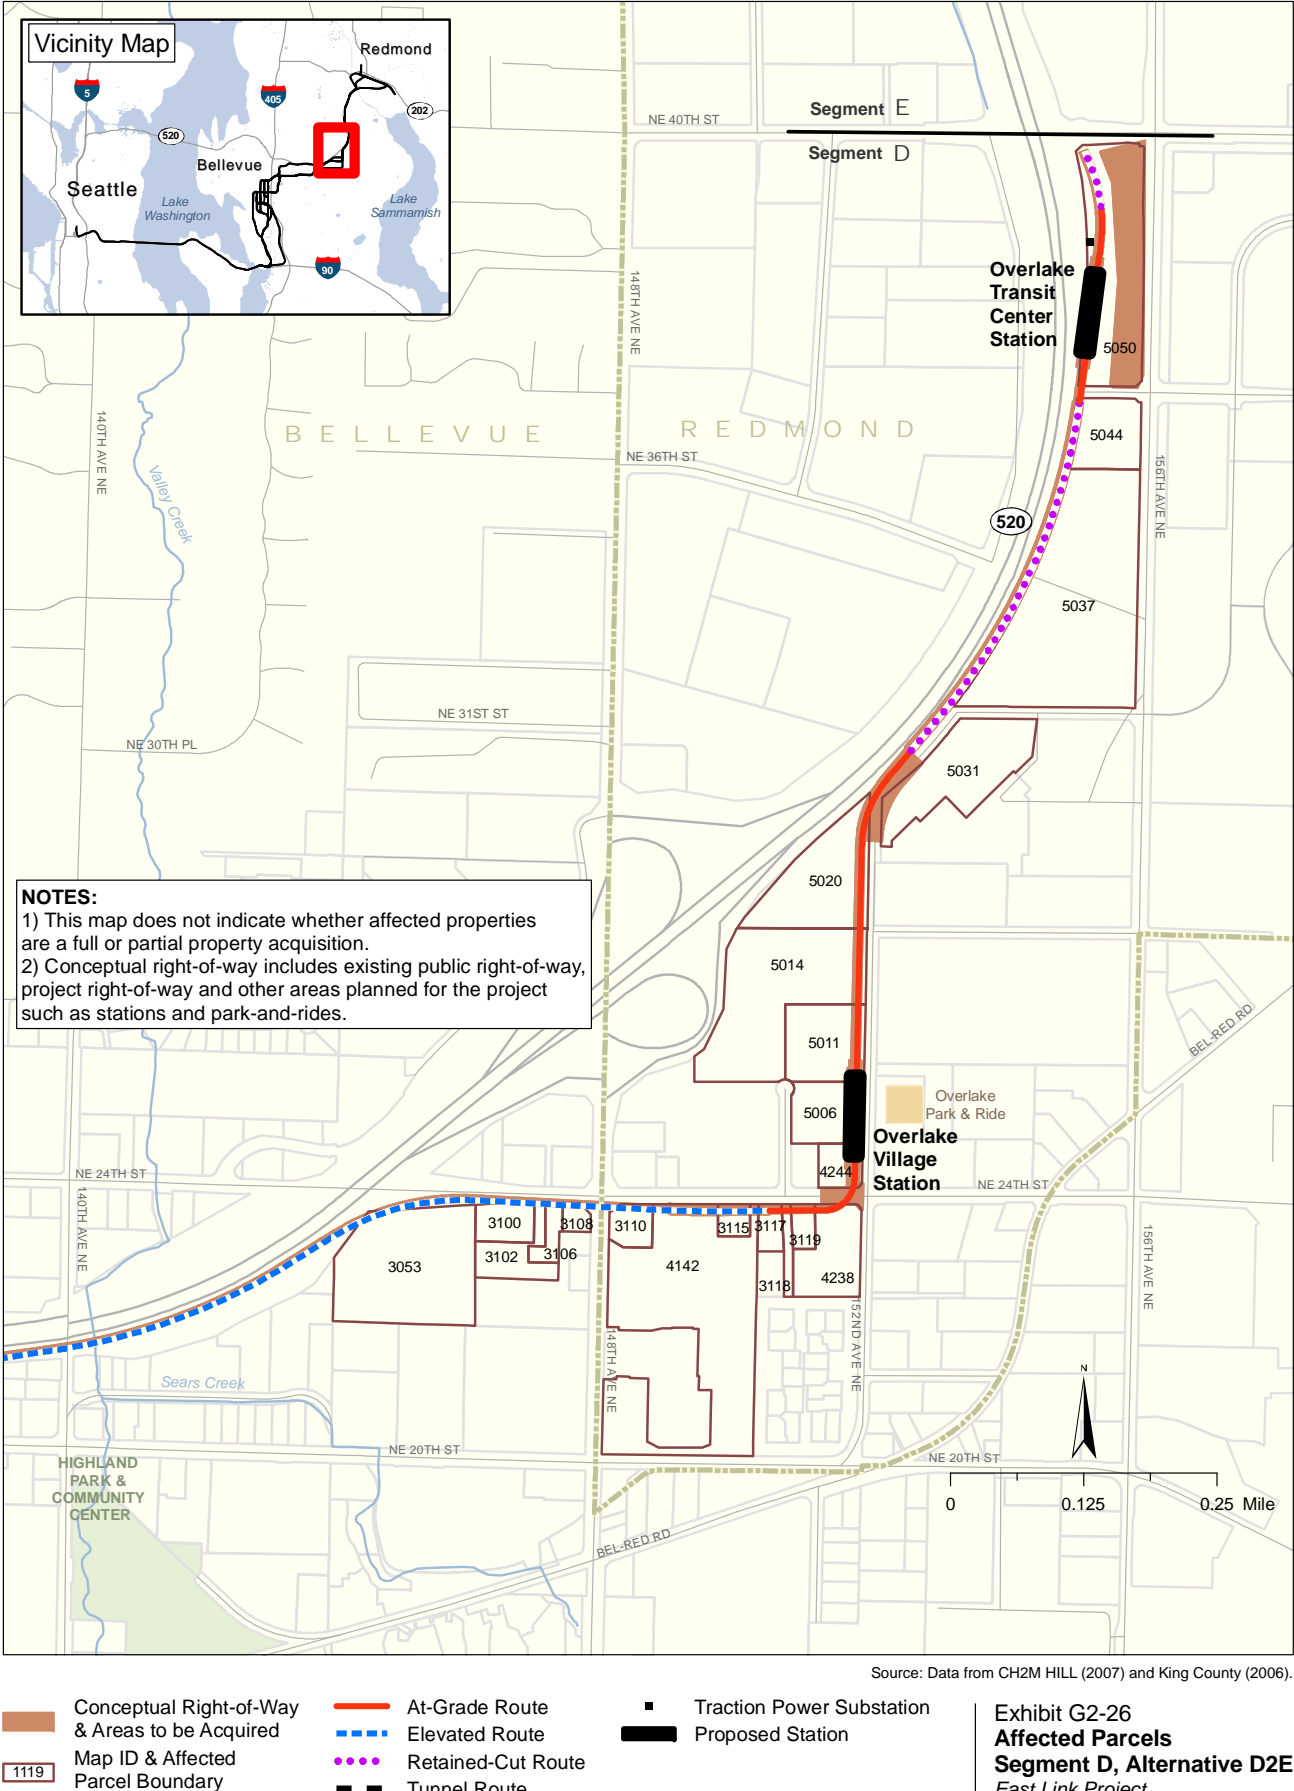 Vicinity Map
Redmond
5
405
202
520
Bellevue
Seattle
Lake
Washington
Lake
Sammamish
90
Segment E
NE 40TH ST
Segment D
148TH AVE NE
Overlake
Transit
Center
Station
5050
140TH AVE NE
BELLEVUE
REDMOND
5044
NE 36TH ST
156TH AVE NE
Valley Creek
520
5037
NE 31ST ST
NE 30TH PL
5031
5020
NOTES:
1) This map does not indicate whether affected properties
are a full or partial property acquisition.
2) Conceptual right-of-way includes existing public right-of-way,
project right-of-way and other areas planned for the project
such as stations and park-and-rides.
5014
5011
BEL-RED RD
Overlake
Park & Ride
5006
Overlake
Village
Station
4244
NE 24TH ST
NE 24TH ST
140TH AVE NE
3100
3108
3110
3115
3117
3119
3102
3106
3053
4142
3118
4238
156TH AVE NE
152ND AVE NE
148TH AVE NE
Sears Creek
N
NE 20TH ST
NE 20TH ST
HIGHLAND
PARK &
COMMUNITY
CENTER
0 0.125 0.25 Mile
BEL-RED RD
Source: Data from CH2M HILL (2007) and King County (2006).
Conceptual Right-of-Way
& Areas to be Acquired
1119
Map ID & Affected
Parcel Boundary
At-Grade Route
Elevated Route
Retained-Cut Route
Tunnel Route
Traction Power Substation
Proposed Station
Exhibit G2-26
Affected Parcels
Segment D, Alternative D2E
East Link Project